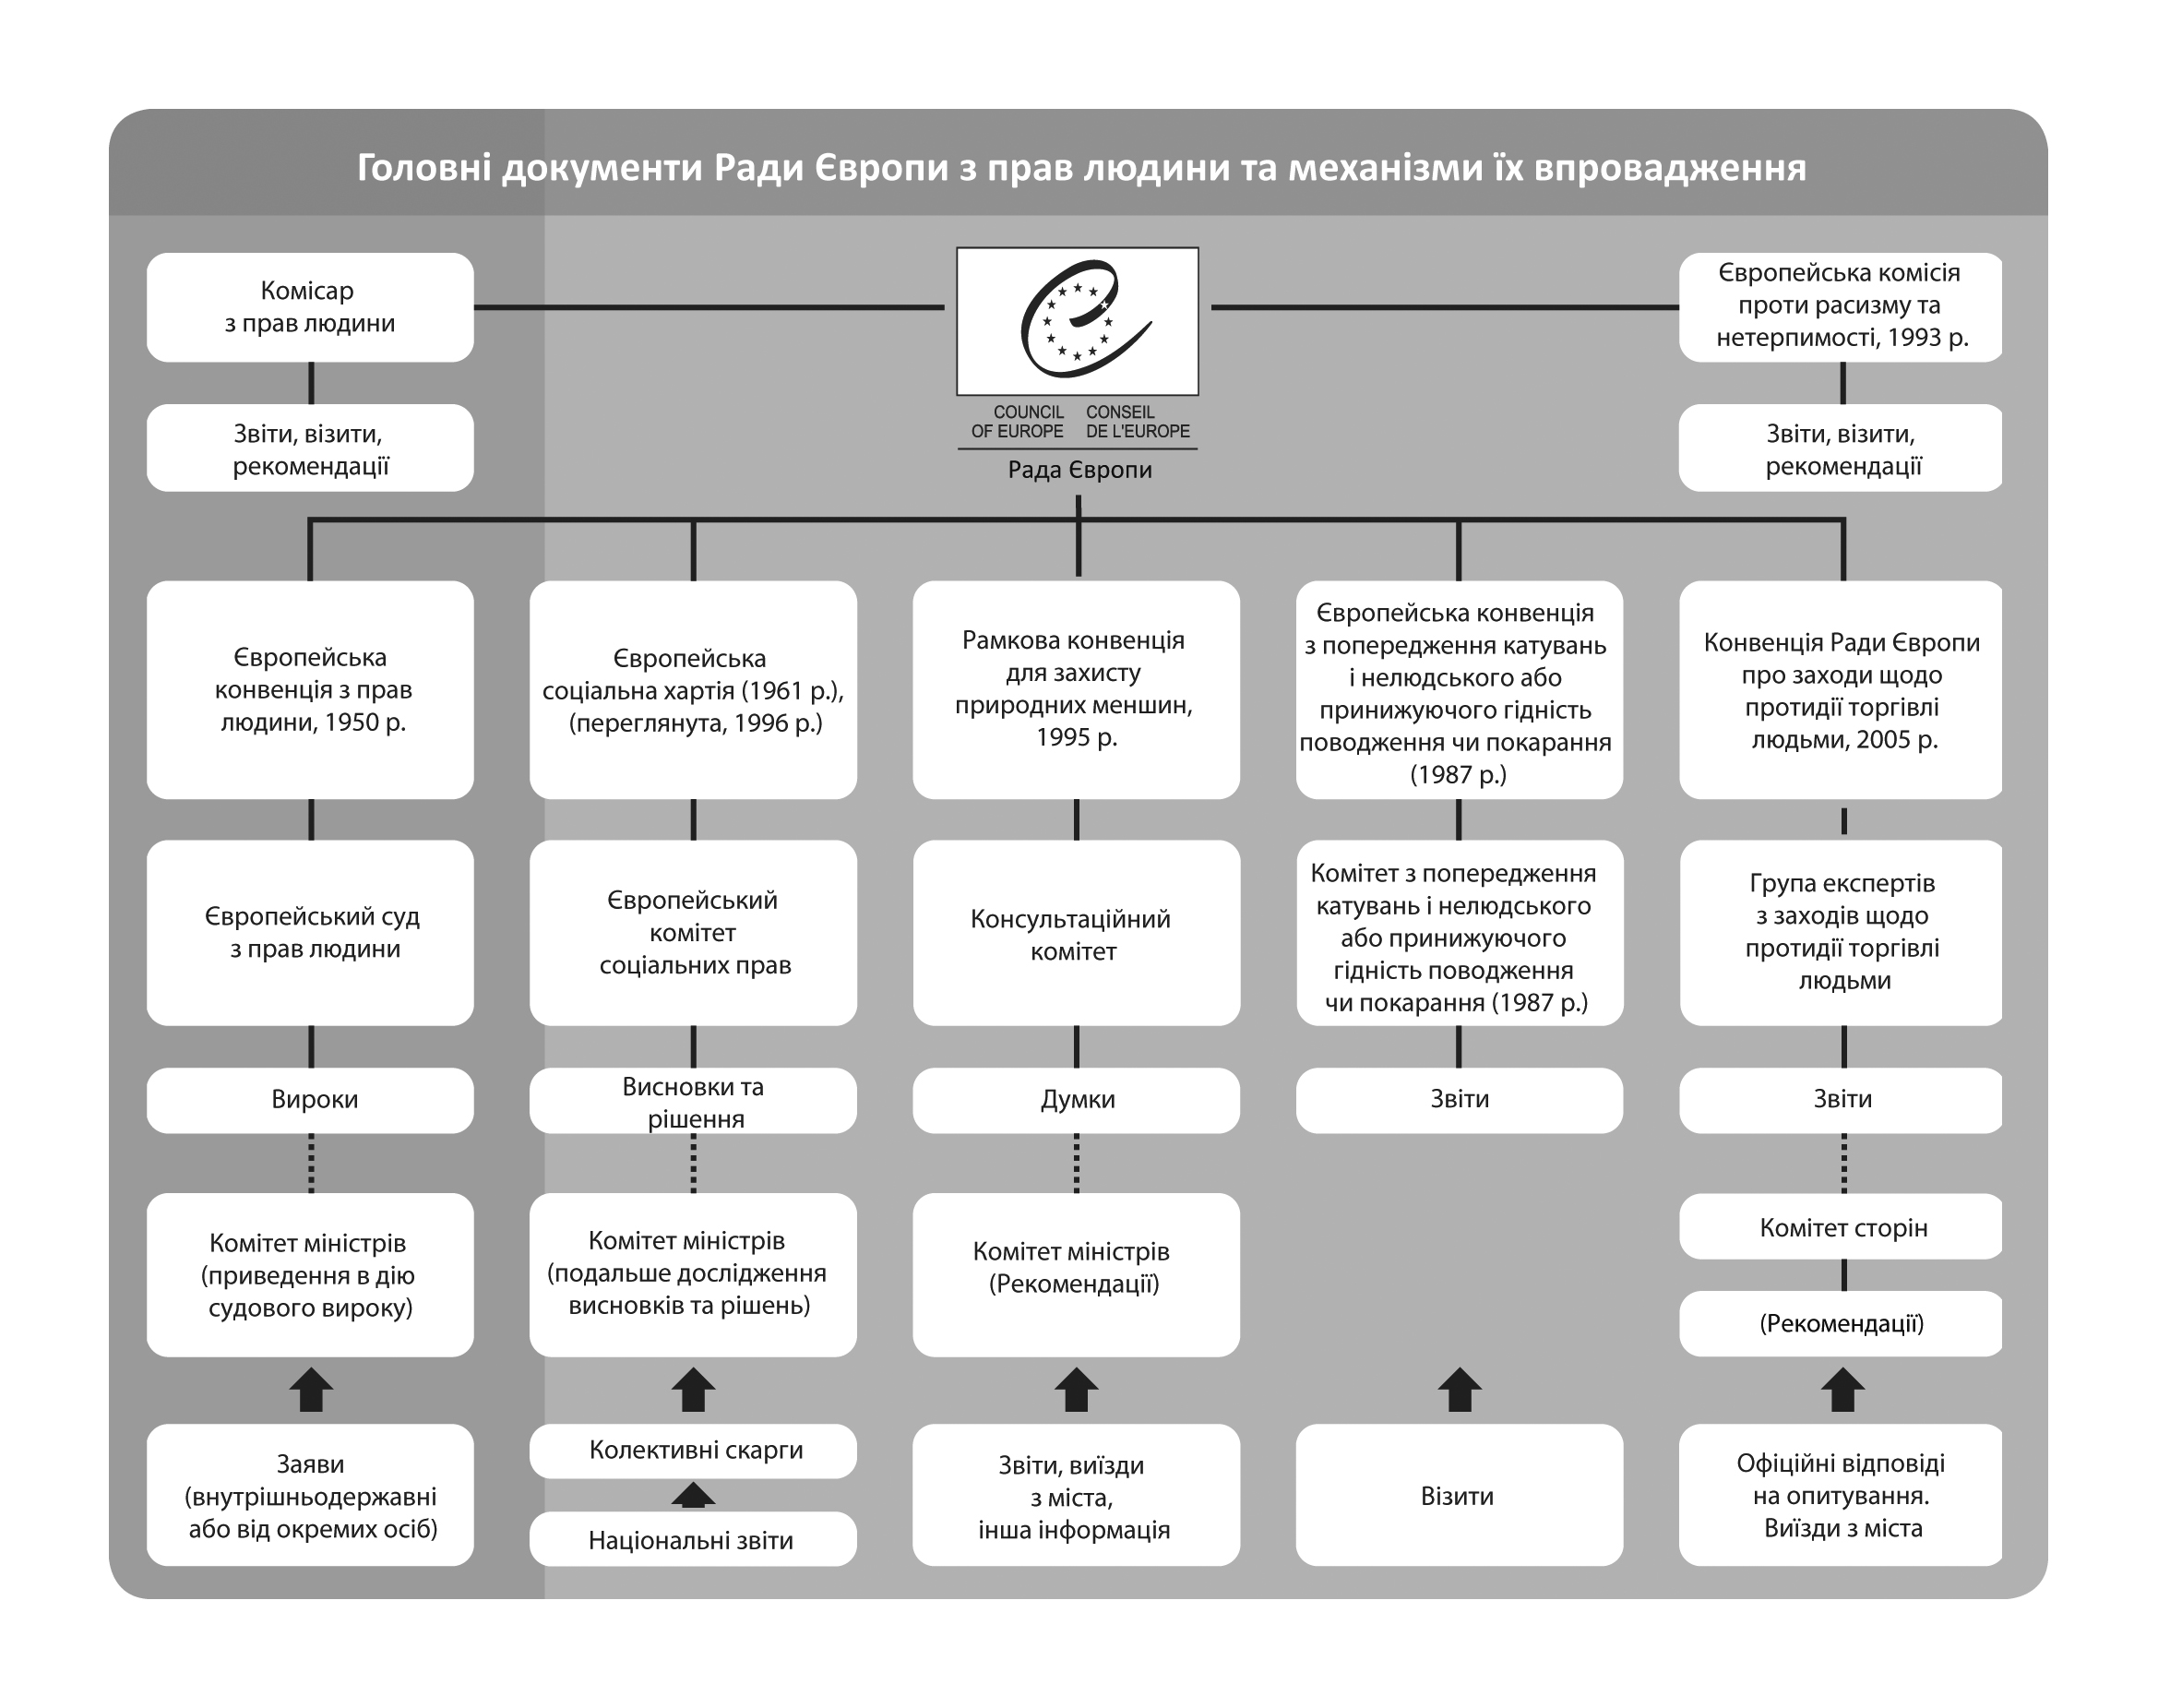 Головні документи Ради Європи з прав людини та механізми їх впровадження
Комісар
з прав людини
Звіти, візити,
рекомендації
COUNCIL
OF EUROPE
CONSEIL
DE L'EUROPE
Рада Європи
Європейська комісія
проти расизму та
нетерпимості, 1993 р.
Звіти, візити,
рекомендації
Європейська
конвенція з прав
людини, 1950 р.
Європейська
соціальна хартія (1961 р.),
(переглянута, 1996 р.)
Рамкова конвенція
для захисту
природних меншин,
1995 р.
Європейська конвенція
з попередження катувань
і нелюдського або
принижуючого гідність
поводження чи покарання
(1987 р.)
Конвенція Ради Європи
про заходи щодо
протидії торгівлі
людьми, 2005 р.
Європейський суд
з прав людини
Європейський
комітет
соціальних прав
Консультаційний
комітет
Комітет з попередження
катувань і нелюдського
або принижуючого
гідність поводження
чи покарання (1987 р.)
Група експертів
з заходів щодо
протидії торгівлі
людьми
Вироки
Висновки та
рішення
Думки
Звіти
Звіти
Комітет міністрів
(приведення в дію
судового вироку)
Комітет міністрів
(подальше дослідження
висновків та рішень)
Комітет міністрів
(Рекомендації)
Комітет сторін
(Рекомендації)
Заяви
(внутрішньодержавні
або від окремих осіб)
Колективні скарги
Національні звіти
Звіти, виїзди
з міста,
інша інформація
Візити
Офіційні відповіді
на опитування.
Виїзди з міста